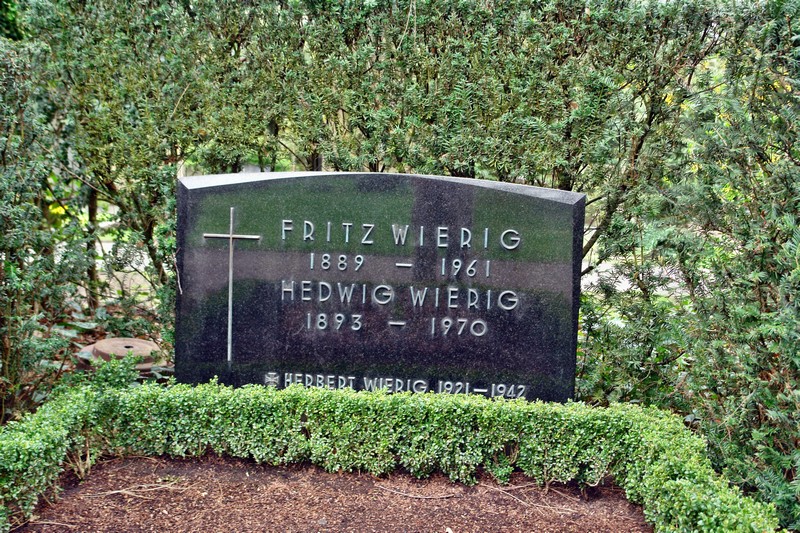 FRITZ WIERIG
1889 — 1961
HEDWIG WIERIG
1893 — 1970
HERBERT WIERIG 1921—1942